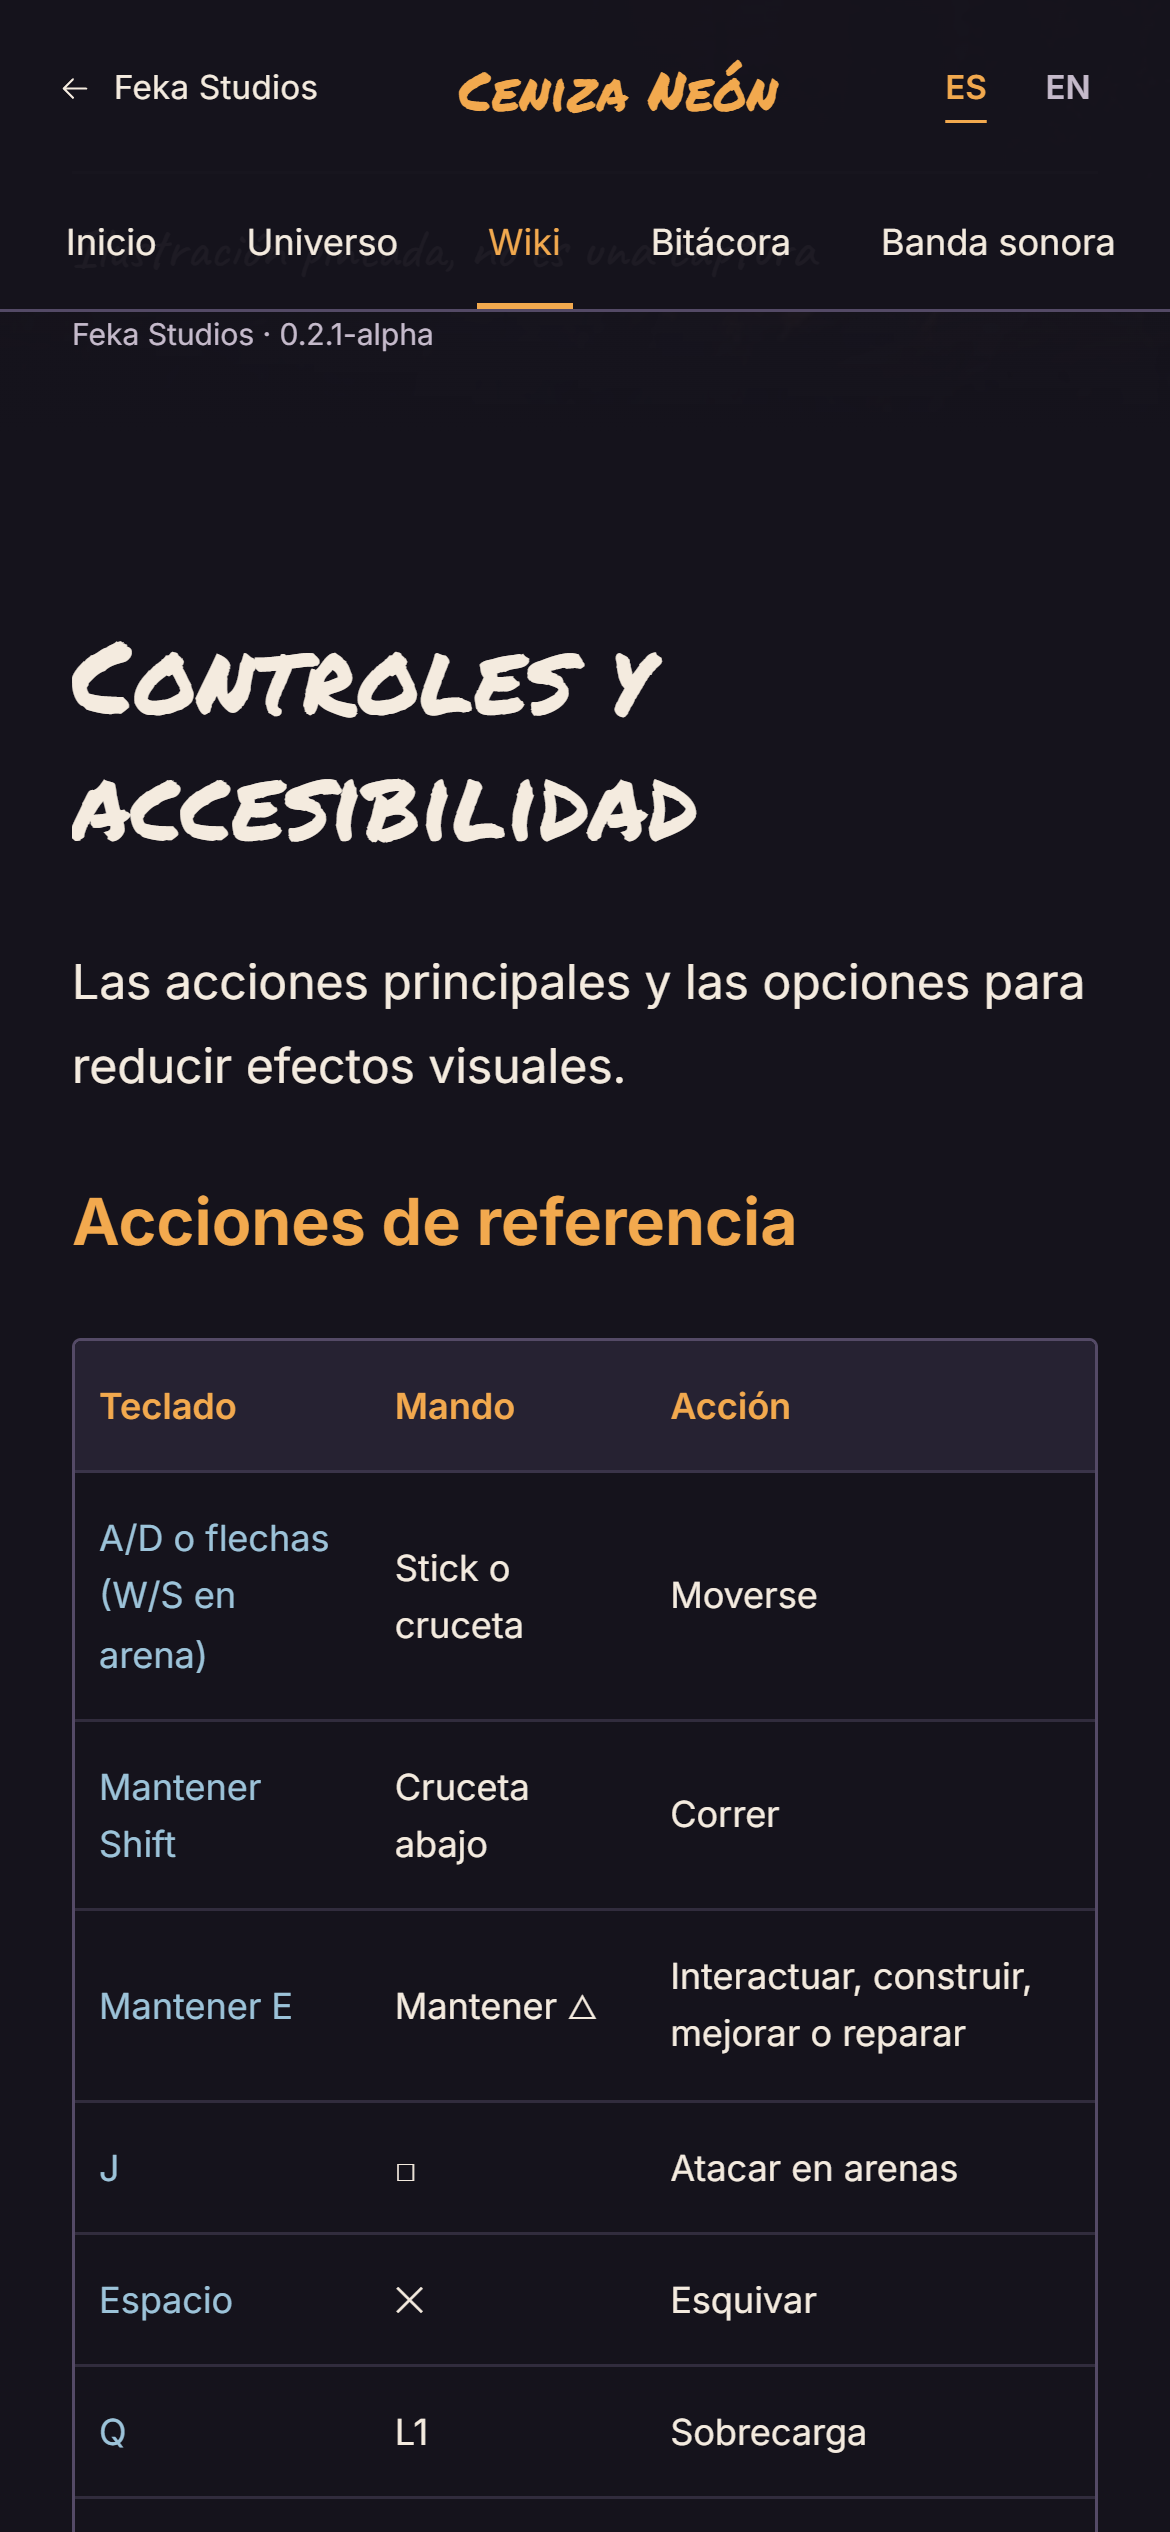 ← Feka Studios
Ceniza Neón
ES EN
Inicio Universo Wiki Bitácora Banda sonora
Feka Studios · 0.2.1-alpha
Controles y
accesibilidad
Las acciones principales y las opciones para
reducir efectos visuales.
Acciones de referencia
Teclado Mando Acción
A/D o flechas
(W/S en
arena)
Stick o
cruceta
Moverse
Mantener
Shift
Cruceta
abajo
Correr
Mantener E
Mantener △
Interactuar, construir,
mejorar o reparar
J □ Atacar en arenas
Espacio ✕ Esquivar
Q L1 Sobrecarga